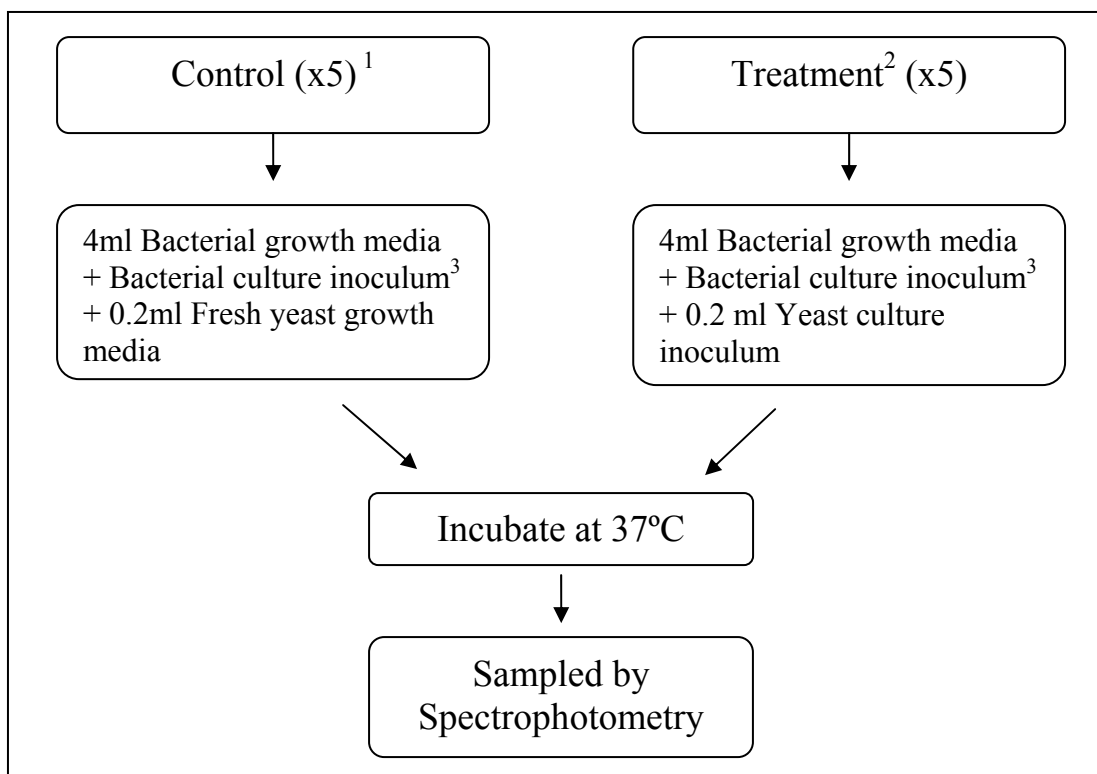 Control (x5) ¹
Treatment² (x5)
4ml Bacterial growth media
+ Bacterial culture inoculum³
+ 0.2ml Fresh yeast growth
media
4ml Bacterial growth media
+ Bacterial culture inoculum³
+ 0.2 ml Yeast culture
inoculum
Incubate at 37ºC
Sampled by
Spectrophotometry